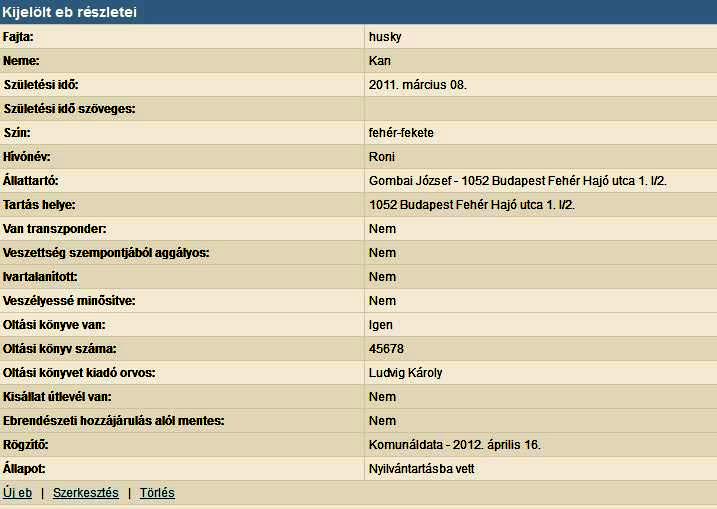 Kijelölt eb részletei
Fajta: husky
Neme: Kan
Születési idő: 2011. március 08.
Születési idő szöveges:
Szín: fehér-fekete
Hívónév: Roni
Állattartó: Gombai József - 1052 Budapest Fehér Hajó utca 1. I/2.
Tartás helye: 1052 Budapest Fehér Hajó utca 1. I/2.
Van transzponder: Nem
Veszettség szempontjából aggályos: Nem
Ivartalanított: Nem
Veszélyessé minősítve: Nem
Oltási könyve van: Igen
Oltási könyv száma: 45678
Oltási könyvet kiadó orvos: Ludvig Károly
Kisállat útlevél van: Nem
Ebrendészeti hozzájárulás alól mentes: Nem
Rögzítő: Komunáldata - 2012. április 16.
Állapot: Nyilvántartásba vett
Új eb | Szerkesztés | Törlés